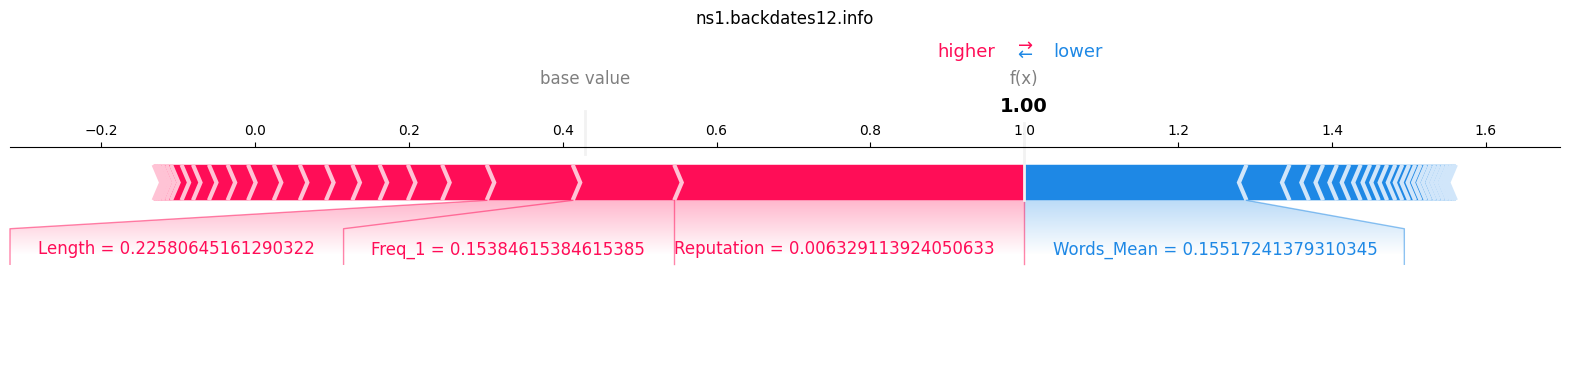 ns1.backdates12.info
higher ⇄ lower
base value f(x)
1.00
−0.2 0.0 0.2 0.4 0.6 0.8 1 0 1.2 1.4 1.6
Length = 0.22580645161290322 Freq_1 = 0.15384615384615385 Reputation = 0.006329113924050633 Words_Mean = 0.15517241379310345